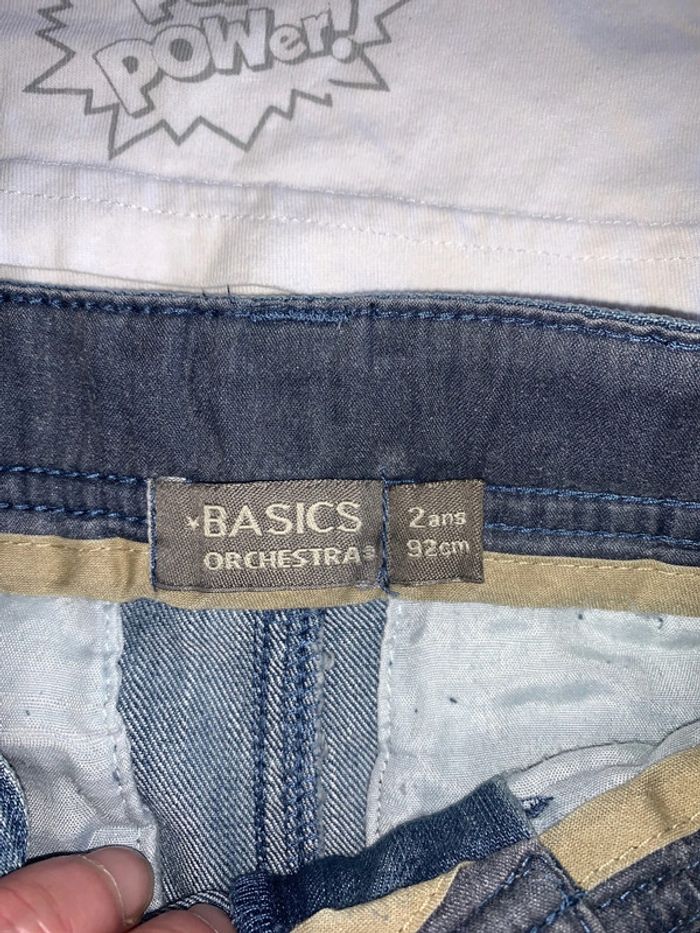 POWer!
BASICS
ORCHESTRA
2ans
92cm